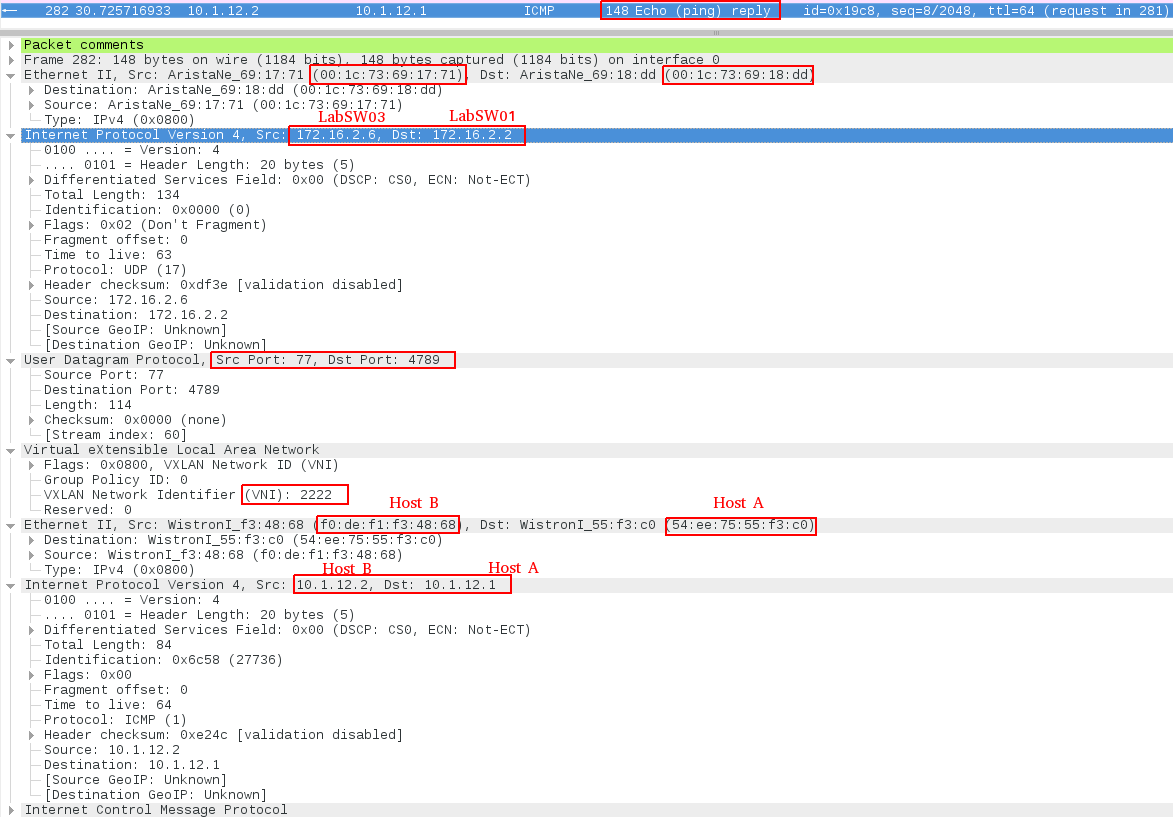 282 30.725716933 10.1.12.2 10.1.12.1 ICMP 148 Echo (ping) reply id=0x19c8, seq=8/2048, ttl=64 (request in 281)
Packet comments
Frame 282: 148 bytes on wire (1184 bits), 148 bytes captured (1184 bits) on interface 0
Ethernet II, Src: AristaNe_69:17:71 (00:1c:73:69:17:71), Dst: AristaNe_69:18:dd (00:1c:73:69:18:dd)
Destination: AristaNe_69:18:dd (00:1c:73:69:18:dd)
Source: AristaNe_69:17:71 (00:1c:73:69:17:71)
Type: IPv4 (0x0800)
LabSW03 LabSW01
Internet Protocol Version 4, Src: 172.16.2.6, Dst: 172.16.2.2
0100 .... = Version: 4
.... 0101 = Header Length: 20 bytes (5)
Differentiated Services Field: 0x00 (DSCP: CS0, ECN: Not-ECT)
Total Length: 134
Identification: 0x0000 (0)
Flags: 0x02 (Don't Fragment)
Fragment offset: 0
Time to live: 63
Protocol: UDP (17)
Header checksum: 0xdf3e [validation disabled]
Source: 172.16.2.6
Destination: 172.16.2.2
[Source GeoIP: Unknown]
[Destination GeoIP: Unknown]
User Datagram Protocol, Src Port: 77, Dst Port: 4789
Source Port: 77
Destination Port: 4789
Length: 114
Checksum: 0x0000 (none)
[Stream index: 60]
Virtual eXtensible Local Area Network
Flags: 0x0800, VXLAN Network ID (VNI)
Group Policy ID: 0
VXLAN Network Identifier (VNI): 2222
Reserved: 0
Host B Host A
Ethernet II, Src: WistronI_f3:48:68 (f0:de:f1:f3:48:68), Dst: WistronI_55:f3:c0 (54:ee:75:55:f3:c0)
Destination: WistronI_55:f3:c0 (54:ee:75:55:f3:c0)
Source: WistronI_f3:48:68 (f0:de:f1:f3:48:68)
Type: IPv4 (0x0800)
Host B Host A
Internet Protocol Version 4, Src: 10.1.12.2, Dst: 10.1.12.1
0100 .... = Version: 4
.... 0101 = Header Length: 20 bytes (5)
Differentiated Services Field: 0x00 (DSCP: CS0, ECN: Not-ECT)
Total Length: 84
Identification: 0x6c58 (27736)
Flags: 0x00
Fragment offset: 0
Time to live: 64
Protocol: ICMP (1)
Header checksum: 0xe24c [validation disabled]
Source: 10.1.12.2
Destination: 10.1.12.1
[Source GeoIP: Unknown]
[Destination GeoIP: Unknown]
Internet Control Message Protocol